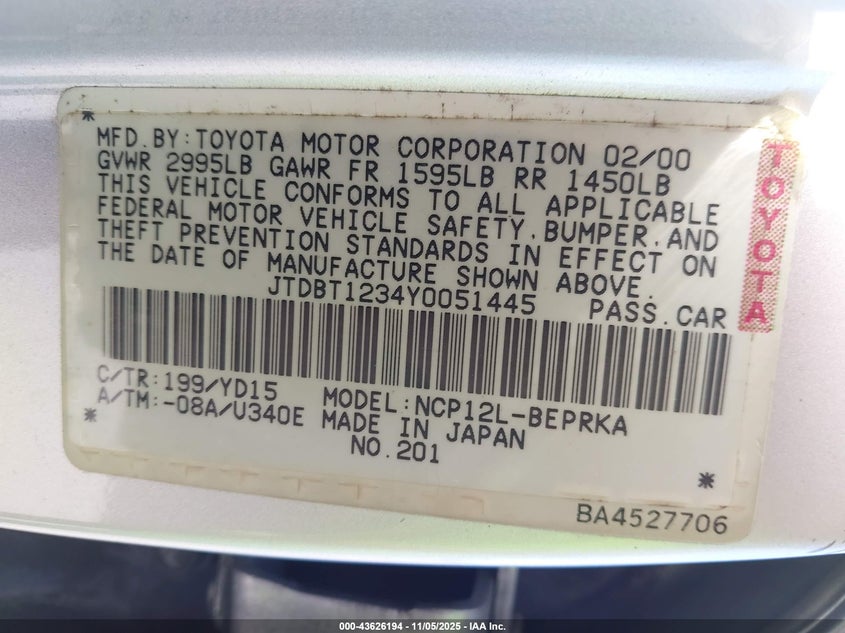 MFD.BY:TOYOTA MOTOR CORPORATION 02/00
GVWR 2995LB GAWR FR 1595LB RR 1450LB
THIS VEHICLE CONFORMS TO ALL APPLICABLE
FEDERAL MOTOR VEHICLE SAFETY,BUMPER,AND
THEFT PREVENTION STANDARDS IN EFFECT ON
THE DATE OF MANUFACTURE SHOWN ABOVE.
JTDBT1234Y0051445 PASS.CAR
TOYOTA
C/TR:199/YD15 MODEL:NCP12L-BEPRKA
A/TM:-08A/U340E MADE IN JAPAN
NO.201
BA4527706
000-43626194 - 11/05/2025 - IAA Inc.